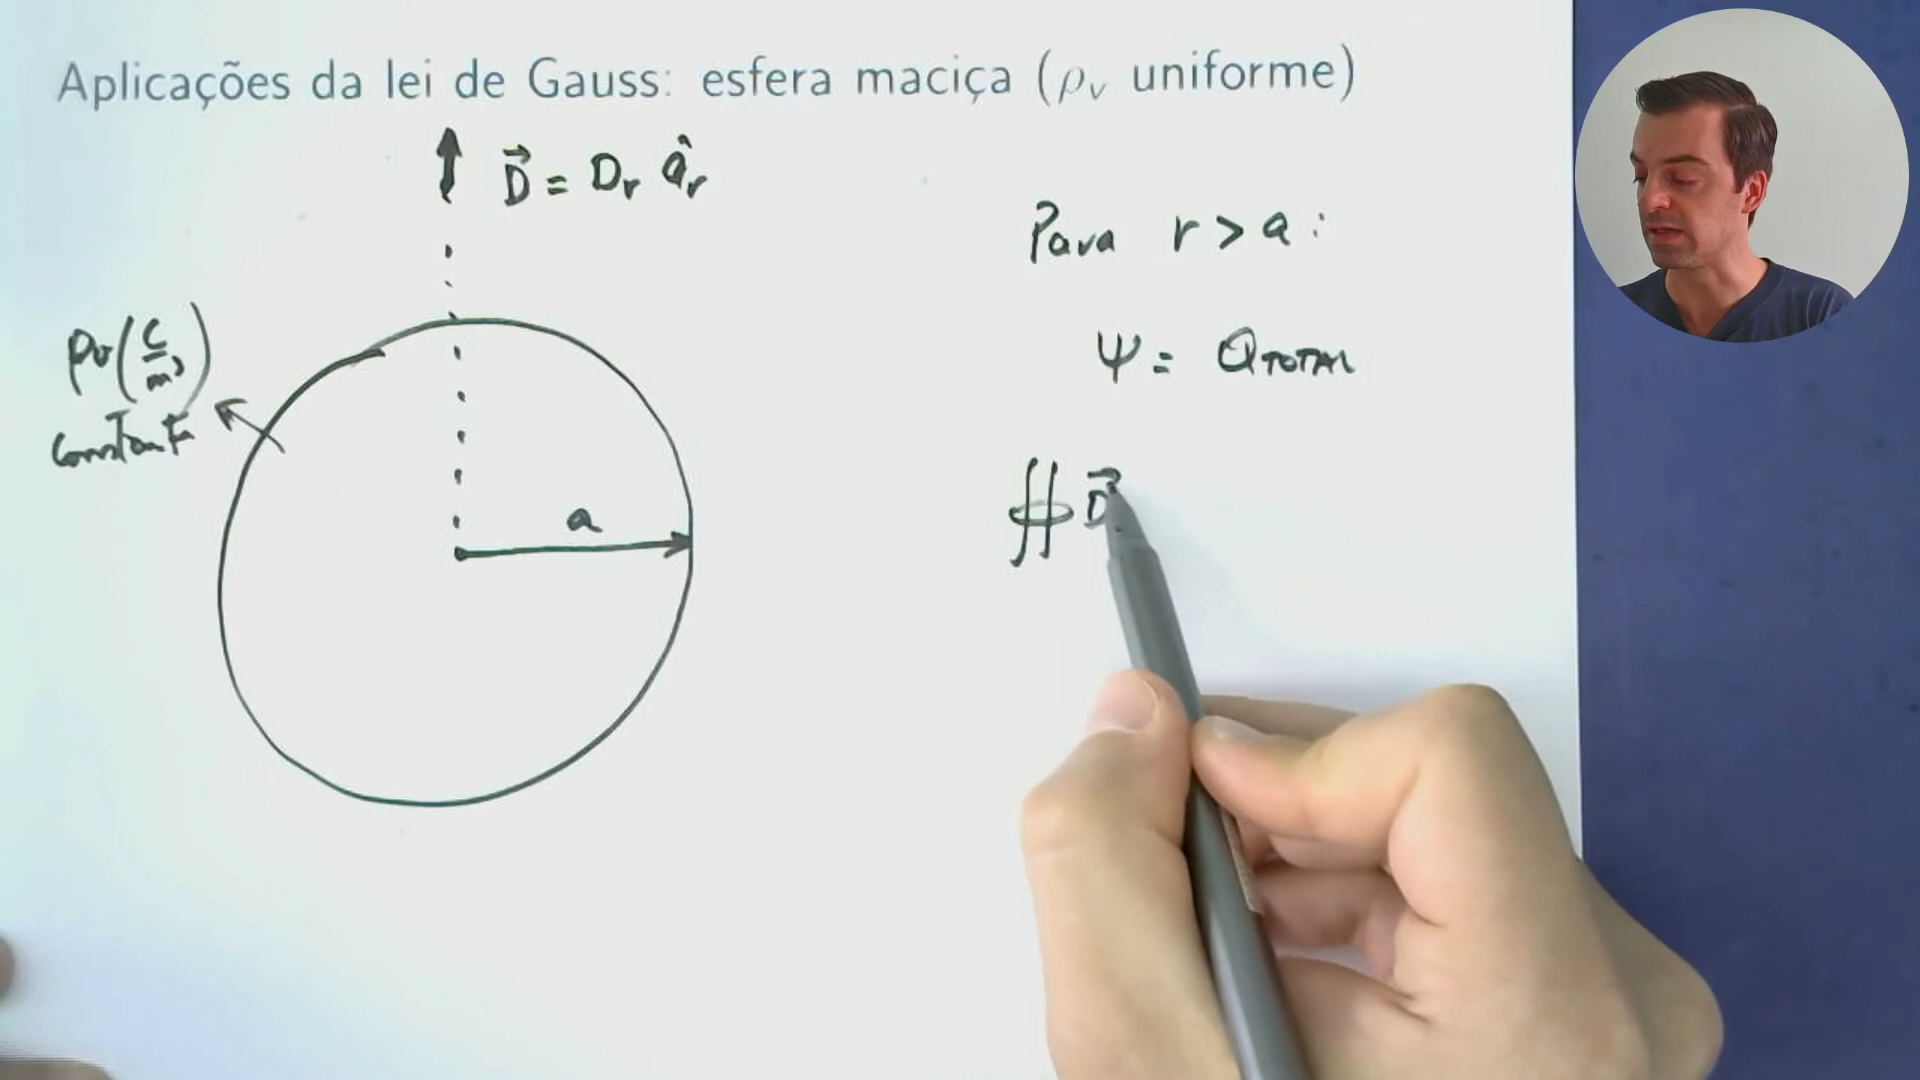 Aplicações da lei de Gauss: esfera maciça (ρᵥ uniforme)
D⃗ = Dr âr
Para r > a :
ρv (C/m³)
constante
Ψ = QTOTAL
a
∯ D⃗